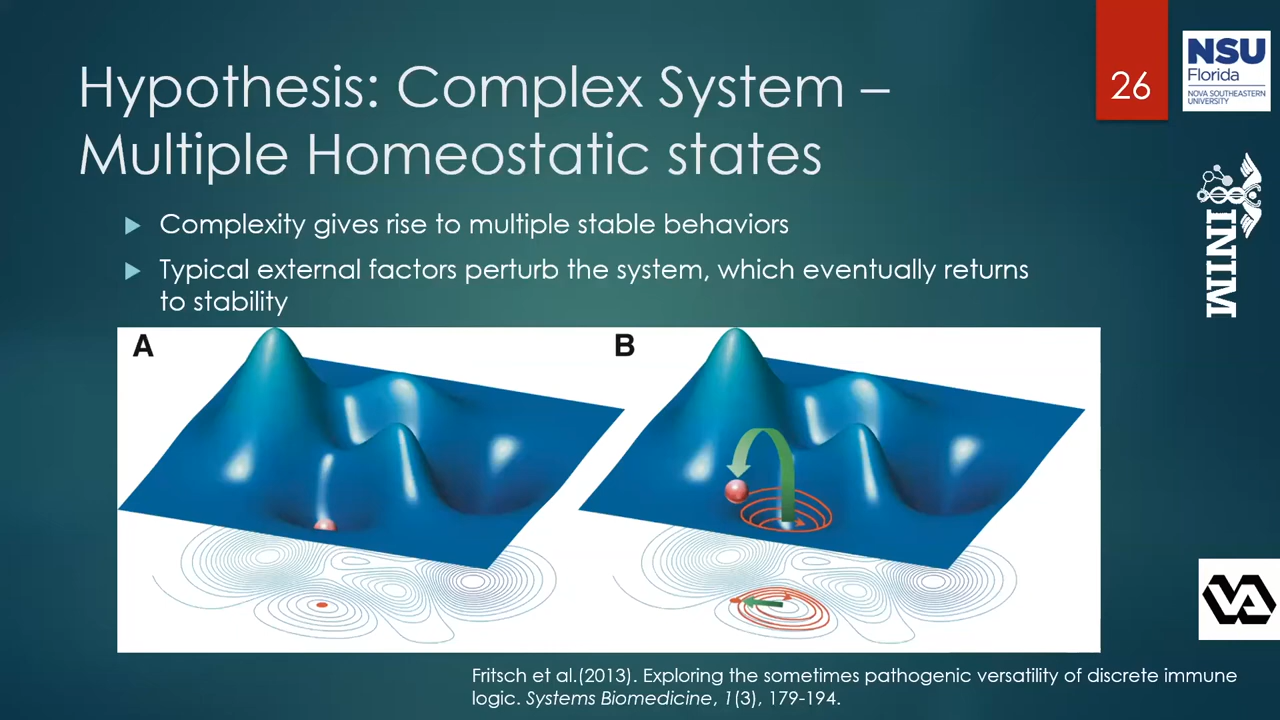 Hypothesis: Complex System –
Multiple Homeostatic states
26
NSU
Florida
NOVA SOUTHEASTERN
UNIVERSITY
INIM
Complexity gives rise to multiple stable behaviors
Typical external factors perturb the system, which eventually returns
to stability
A
B
VA
Fritsch et al.(2013). Exploring the sometimes pathogenic versatility of discrete immune
logic. Systems Biomedicine, 1(3), 179-194.